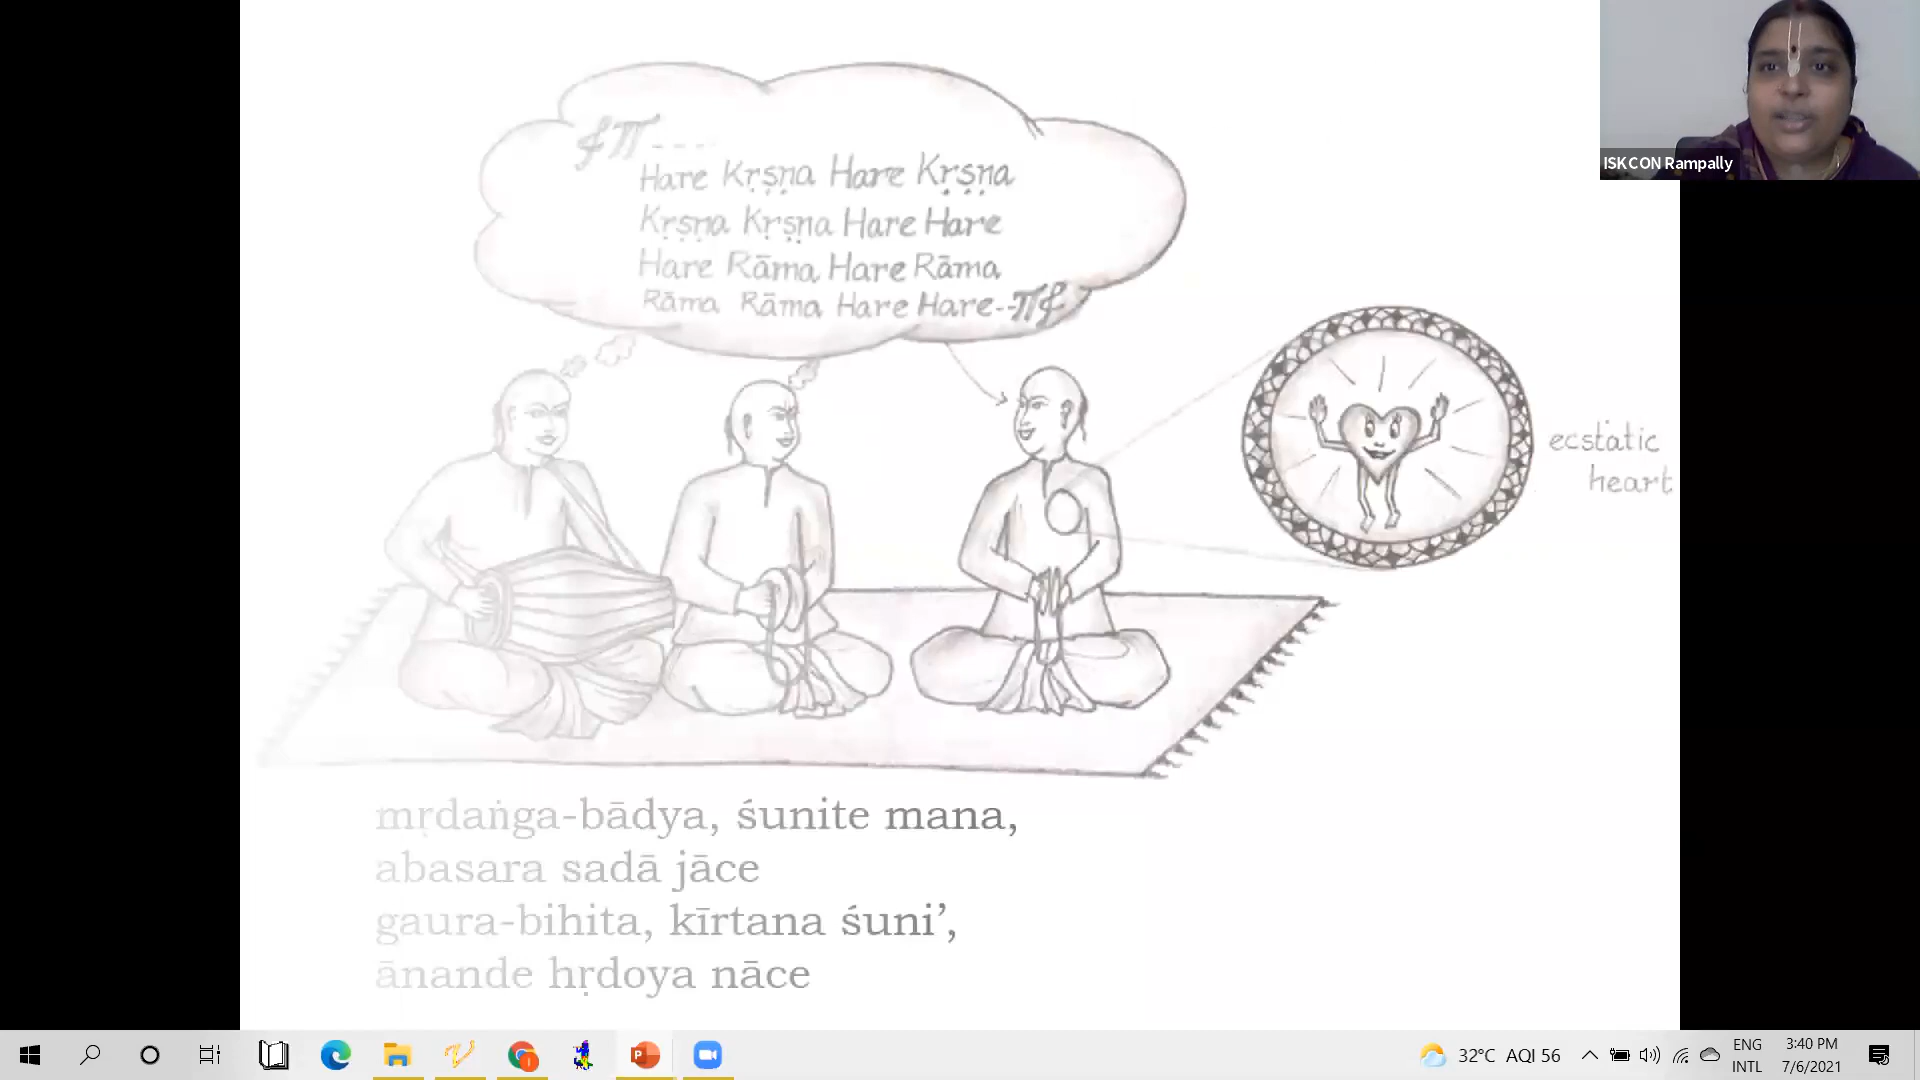 Hare Kṛṣṇa Hare Kṛṣṇa
Kṛṣṇa Kṛṣṇa Hare Hare
Hare Rāma Hare Rāma
Rāma Rāma Hare Hare--
ecstatic
heart
mṛdaṅga-bādya, śunite mana,
abasara sadā jāce
gaura-bihita, kīrtana śuni’,
ānande hṛdoya nāce
ISKCON Rampally
32°C AQI 56
ENG
INTL
3:40 PM
7/6/2021